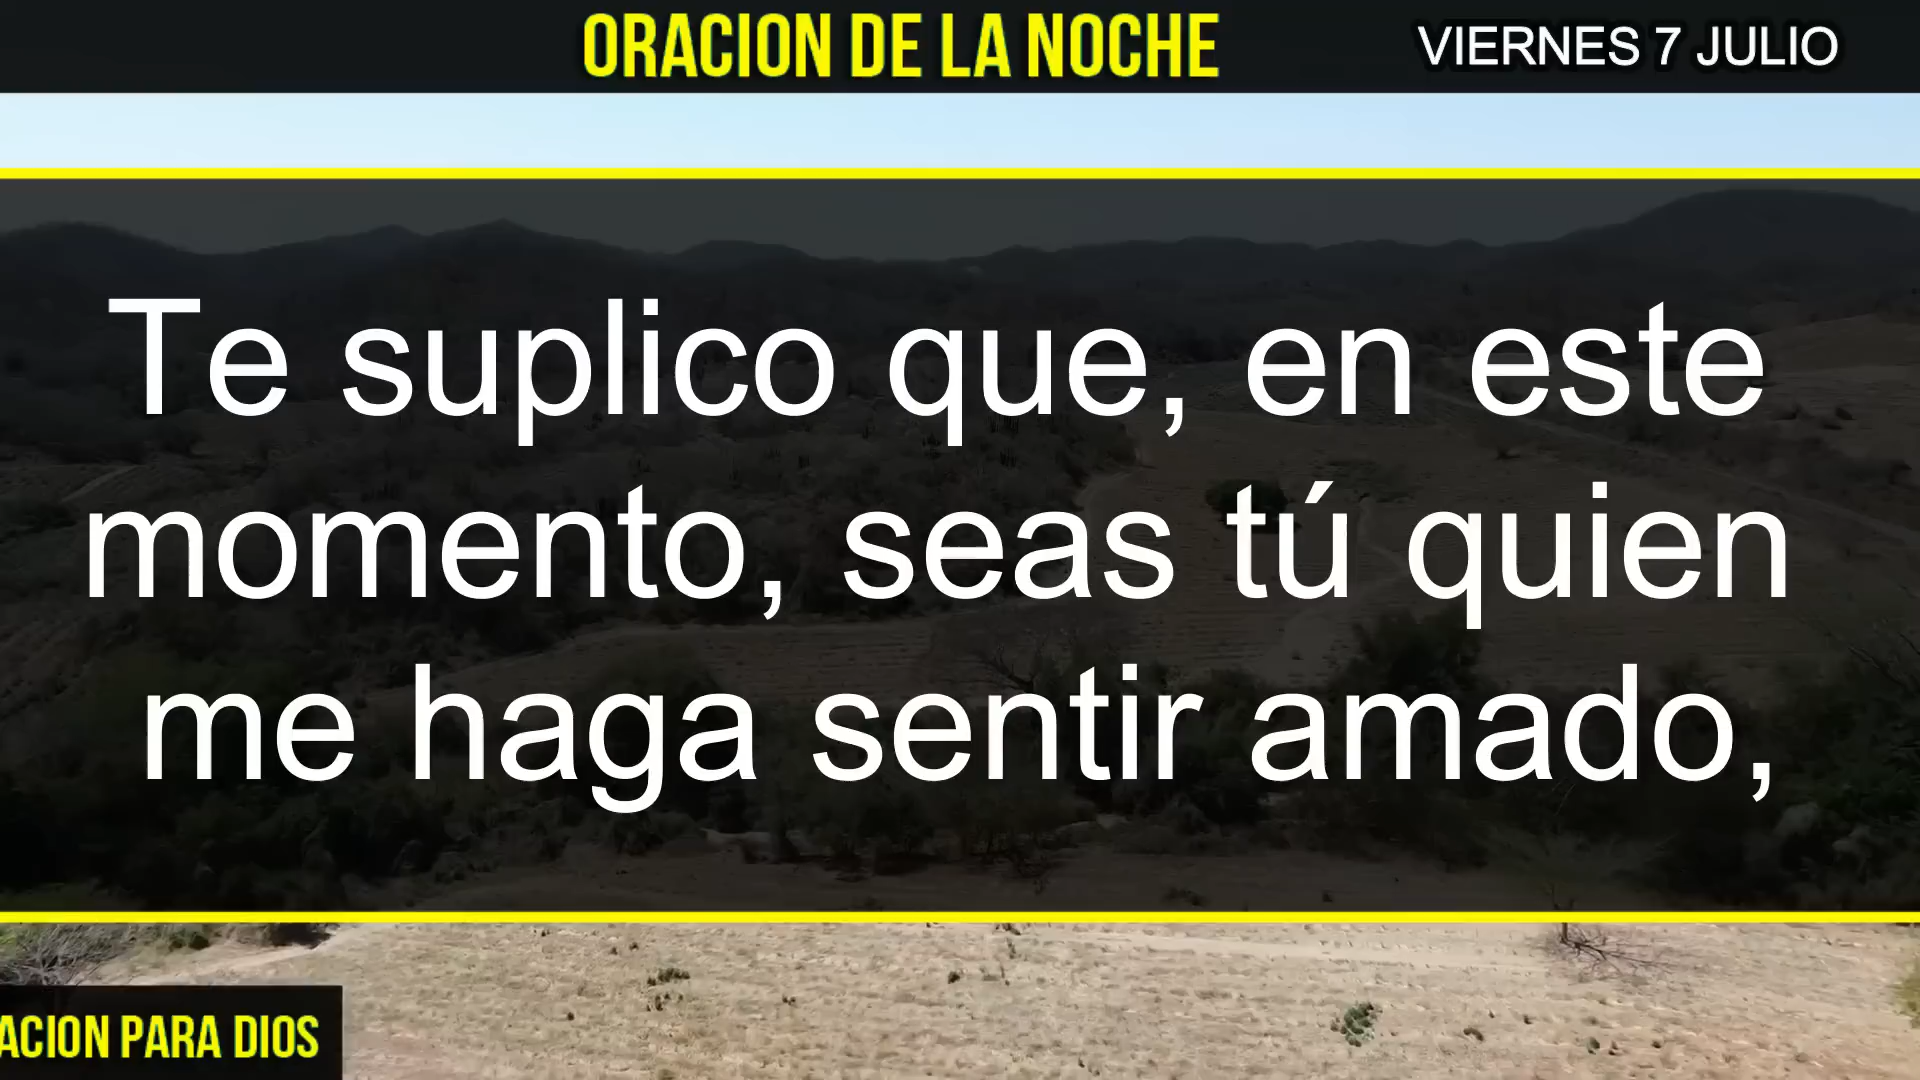 ORACION DE LA NOCHE
VIERNES 7 JULIO
Te suplico que, en este
momento, seas tú quien
me haga sentir amado,
ACION PARA DIOS